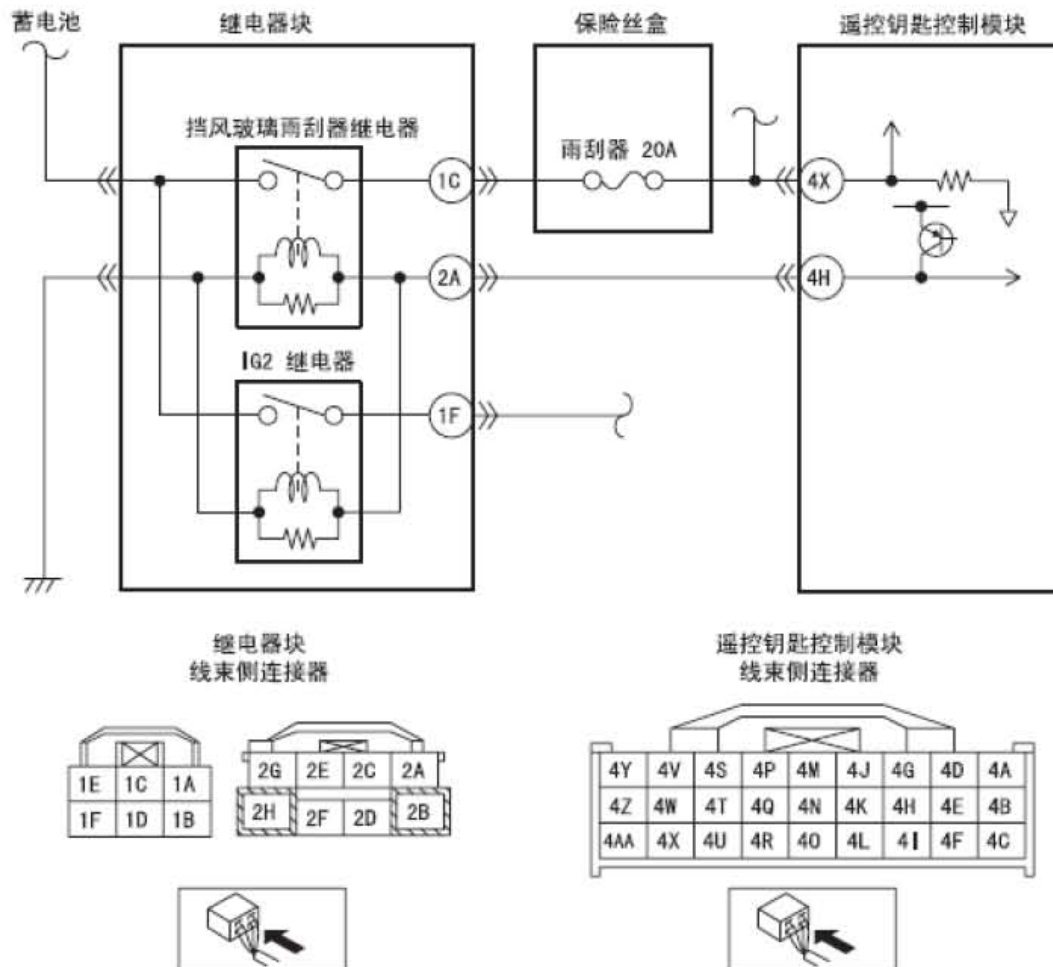 蓄电池
继电器块
保险丝盒
遥控钥匙控制模块
挡风玻璃雨刮器继电器
雨刮器 20A
1C
4X
2A
4H
IG2 继电器
1F
继电器块
线束侧连接器
遥控钥匙控制模块
线束侧连接器
1E 1C 1A
1F 1D 1B
2G 2E 2C 2A
2H 2F 2D 2B
4Y 4V 4S 4P 4M 4J 4G 4D 4A
4Z 4W 4T 4Q 4N 4K 4H 4E 4B
4AA 4X 4U 4R 4O 4L 4I 4F 4C